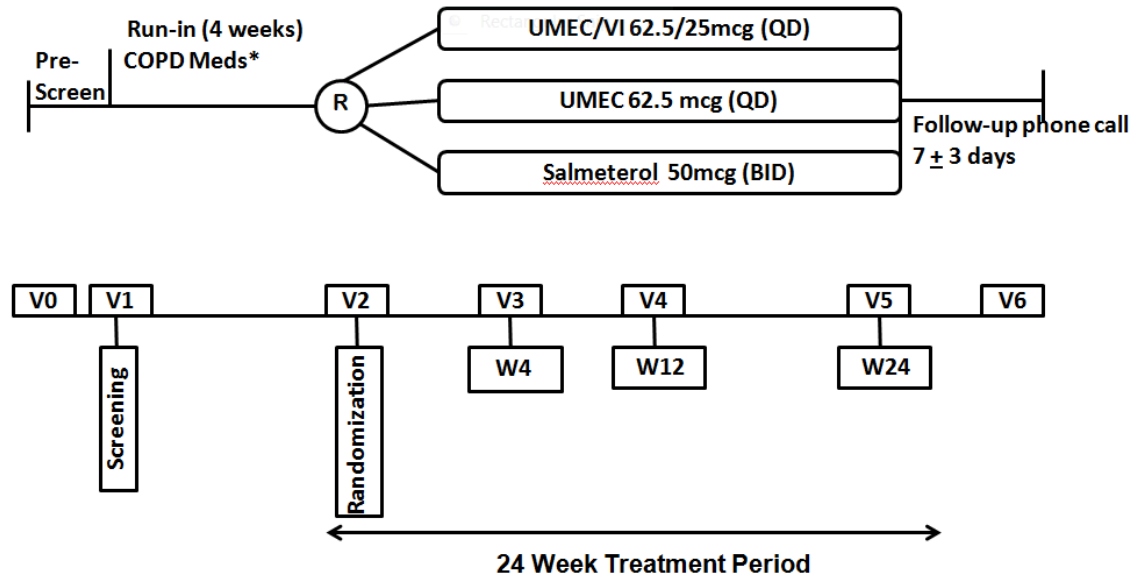 Run-in (4 weeks)
COPD Meds*
Pre-
Screen
R
UMEC/VI 62.5/25mcg (QD)
UMEC 62.5 mcg (QD)
Salmeterol 50mcg (BID)
Follow-up phone call
7 ± 3 days
V0
V1
V2
V3
V4
V5
V6
Screening
Randomization
W4
W12
W24
24 Week Treatment Period